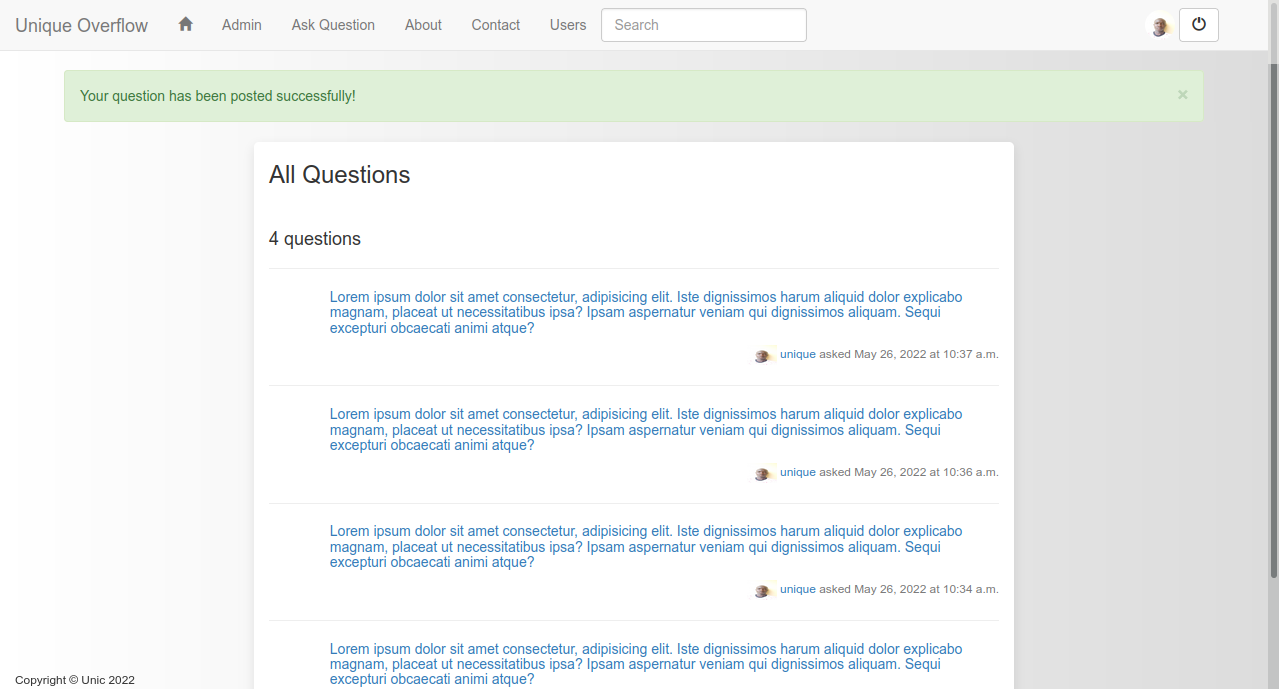 Unique Overflow Admin Ask Question About Contact Users Search
Your question has been posted successfully! ×
All Questions
4 questions
Lorem ipsum dolor sit amet consectetur, adipisicing elit. Iste dignissimos harum aliquid dolor explicabo
magnam, placeat ut necessitatibus ipsa? Ipsam aspernatur veniam qui dignissimos aliquam. Sequi
excepturi obcaecati animi atque?
unique asked May 26, 2022 at 10:37 a.m.
Lorem ipsum dolor sit amet consectetur, adipisicing elit. Iste dignissimos harum aliquid dolor explicabo
magnam, placeat ut necessitatibus ipsa? Ipsam aspernatur veniam qui dignissimos aliquam. Sequi
excepturi obcaecati animi atque?
unique asked May 26, 2022 at 10:36 a.m.
Lorem ipsum dolor sit amet consectetur, adipisicing elit. Iste dignissimos harum aliquid dolor explicabo
magnam, placeat ut necessitatibus ipsa? Ipsam aspernatur veniam qui dignissimos aliquam. Sequi
excepturi obcaecati animi atque?
unique asked May 26, 2022 at 10:34 a.m.
Lorem ipsum dolor sit amet consectetur, adipisicing elit. Iste dignissimos harum aliquid dolor explicabo
magnam, placeat ut necessitatibus ipsa? Ipsam aspernatur veniam qui dignissimos aliquam. Sequi
excepturi obcaecati animi atque?
Copyright © Unic 2022